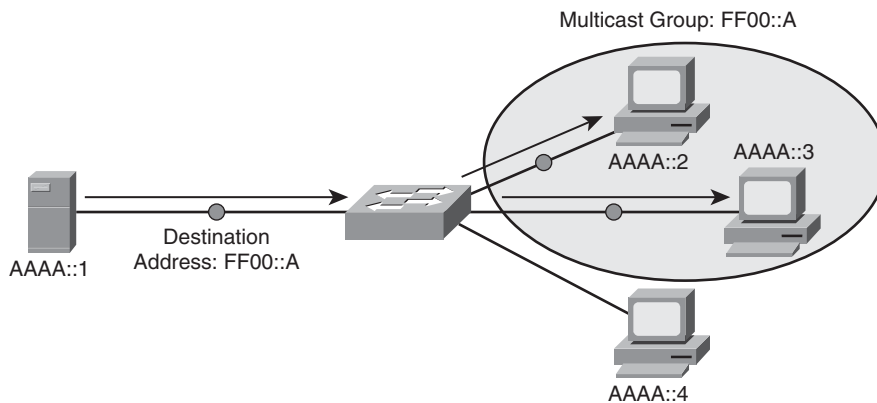 Multicast Group: FF00::A
AAAA::2
AAAA::3
Destination
Address: FF00::A
AAAA::1
AAAA::4